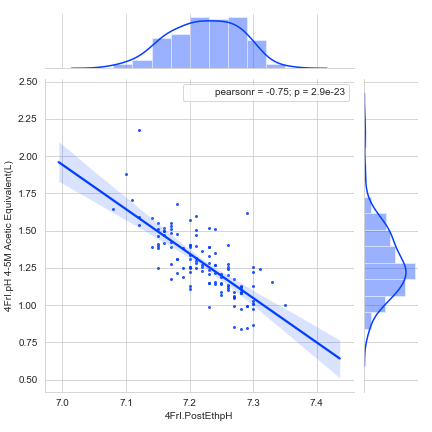 pearsonr = -0.75; p = 2.9e-23
2.50
2.25
2.00
1.75
1.50
1.25
1.00
0.75
0.50
4FrI.pH 4-5M Acetic Equivalent(L)
7.0 7.1 7.2 7.3 7.4
4FrI.PostEthpH